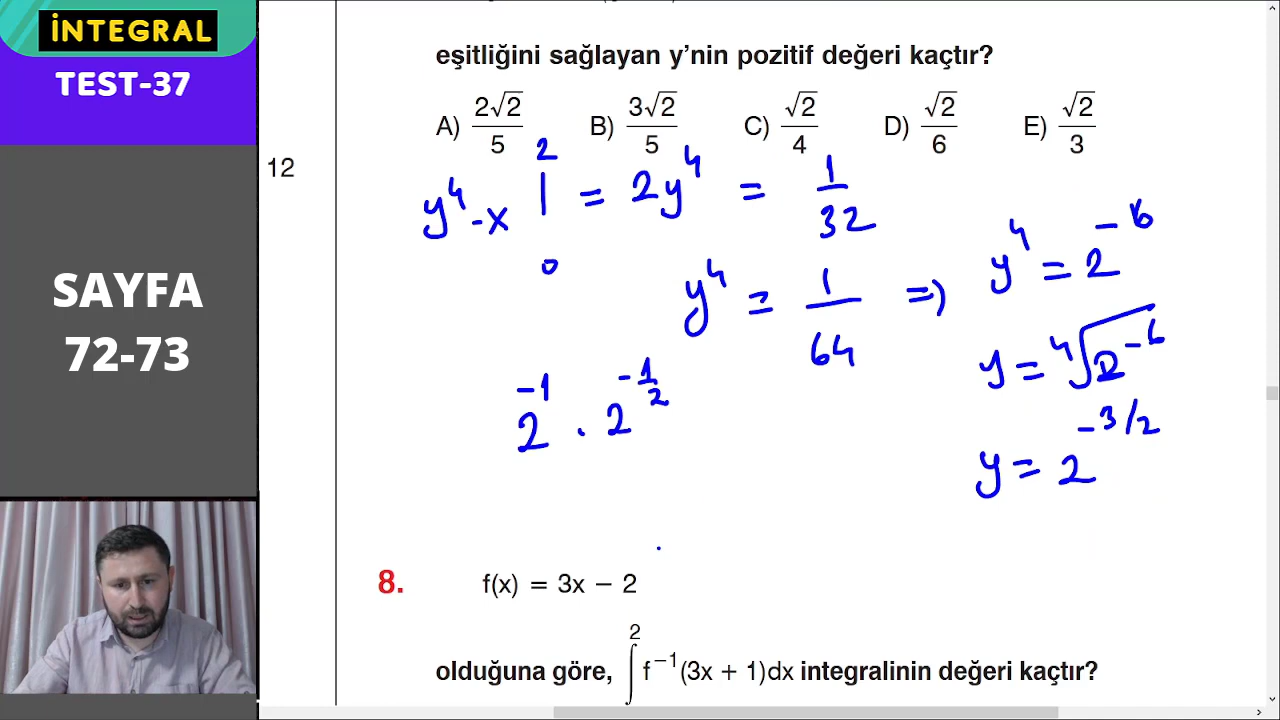 İNTEGRAL
TEST-37
SAYFA
72-73
12
eşitliğini sağlayan y’nin pozitif değeri kaçtır?
A) 2√2/5 B) 3√2/5 C) √2/4 D) √2/6 E) √2/3
y⁴·x |₀² = 2y⁴ = 1/32
y⁴ = 1/64 ⇒ y⁴ = 2⁻⁶
y = ⁴√2⁻⁶
2⁻¹ · 2^(-1/2)
y = 2^(-3/2)
8. f(x) = 3x − 2
olduğuna göre, ∫² f⁻¹(3x + 1)dx integralinin değeri kaçtır?